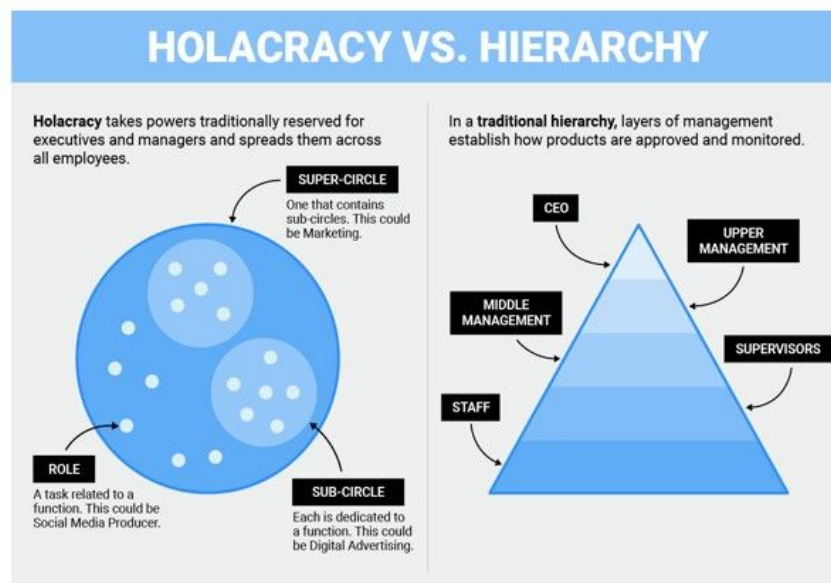 HOLACRACY VS. HIERARCHY
Holacracy takes powers traditionally reserved for
executives and managers and spreads them across
all employees.
SUPER-CIRCLE
One that contains
sub-circles. This could
be Marketing.
ROLE
A task related to a
function. This could be
Social Media Producer.
SUB-CIRCLE
Each is dedicated to
a function. This could
be Digital Advertising.
In a traditional hierarchy, layers of management
establish how products are approved and monitored.
CEO
UPPER
MANAGEMENT
MIDDLE
MANAGEMENT
SUPERVISORS
STAFF